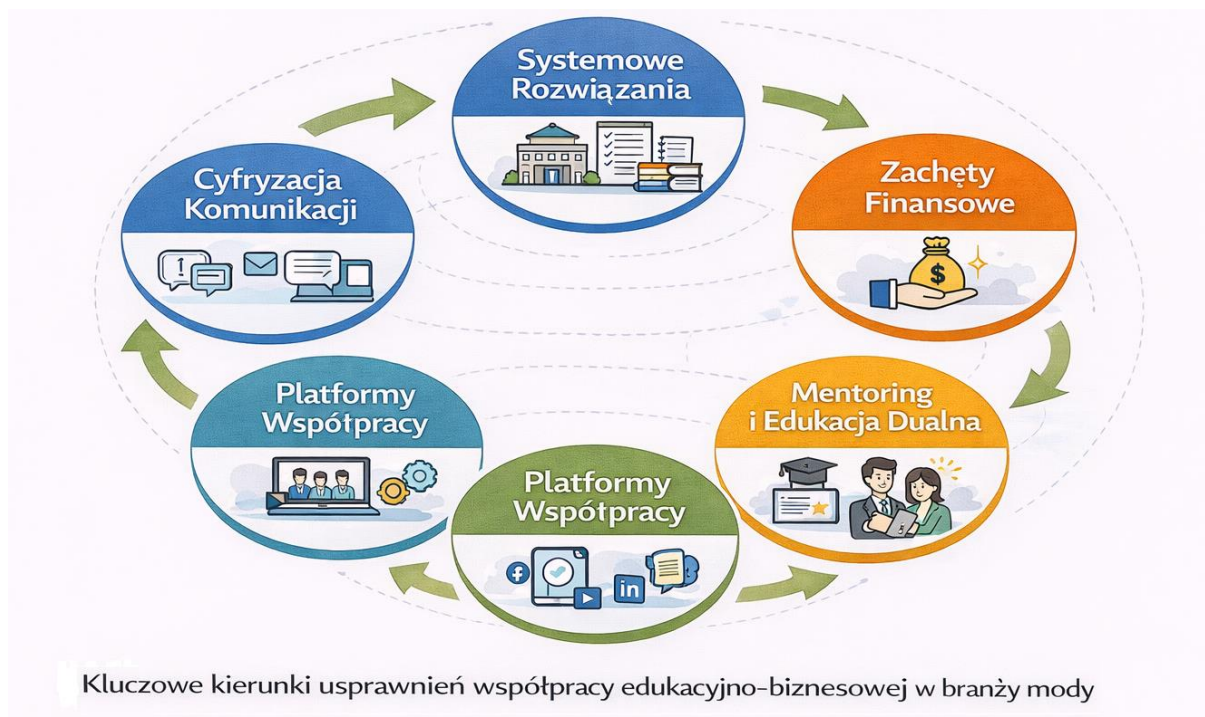 Systemowe
Rozwiązania
Zachęty
Finansowe
$
Mentoring
i Edukacja Dualna
Platformy
Współpracy
f
in
Platformy
Współpracy
Cyfryzacja
Komunikacji
!
Kluczowe kierunki usprawnień współpracy edukacyjno-biznesowej w branży mody